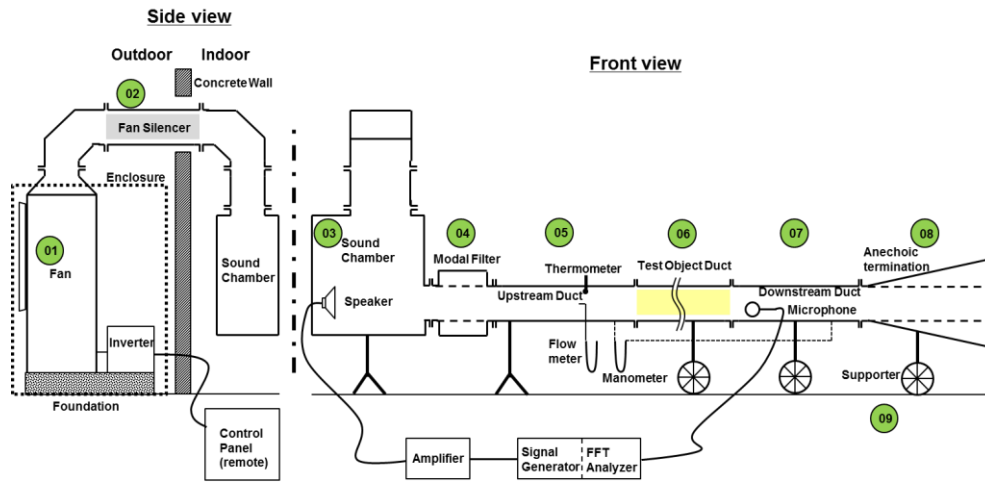 Side view
Outdoor
Indoor
Concrete Wall
02
Fan Silencer
Enclosure
01
Fan
Sound
Chamber
Inverter
Foundation
Control
Panel
(remote)
Front view
03
Sound
Chamber
Speaker
04
Modal Filter
05
Thermometer
Upstream Duct
Flow
meter
Manometer
06
Test Object Duct
07
Downstream Duct
Microphone
08
Anechoic
termination
Supporter
09
Amplifier
Signal
Generator
FFT
Analyzer